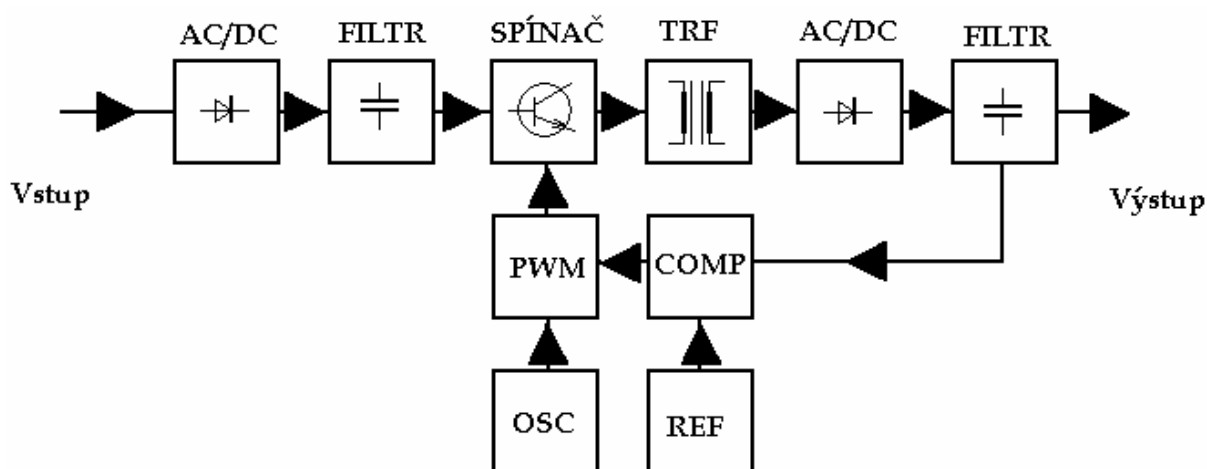 AC/DC
FILTR
SPÍNAČ
TRF
AC/DC
FILTR
Vstup
Výstup
PWM
COMP
OSC
REF